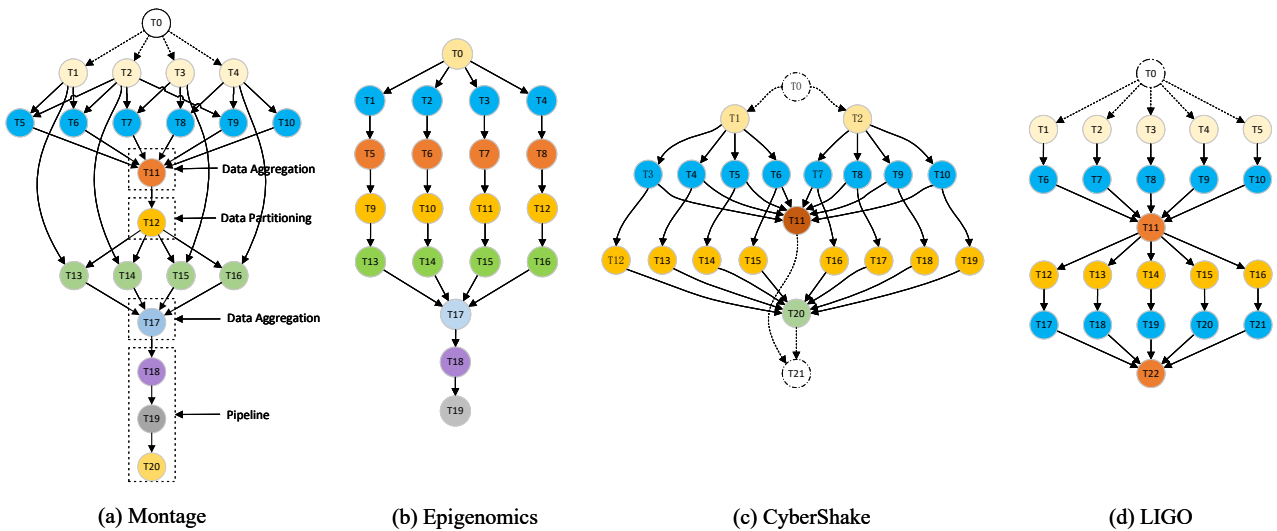 T0
T1 T2 T3 T4
T5 T6 T7 T8 T9 T10
T11 Data Aggregation
T12 Data Partitioning
T13 T14 T15 T16
T17 Data Aggregation
T18
T19 Pipeline
T20
(a) Montage
T0
T1 T2 T3 T4
T5 T6 T7 T8
T9 T10 T11 T12
T13 T14 T15 T16
T17
T18
T19
(b) Epigenomics
T0
T1 T2
T3 T4 T5 T6 T7 T8 T9 T10
T11
T12 T13 T14 T15 T16 T17 T18 T19
T20
T21
(c) CyberShake
T0
T1 T2 T3 T4 T5
T6 T7 T8 T9 T10
T11
T12 T13 T14 T15 T16
T17 T18 T19 T20 T21
T22
(d) LIGO